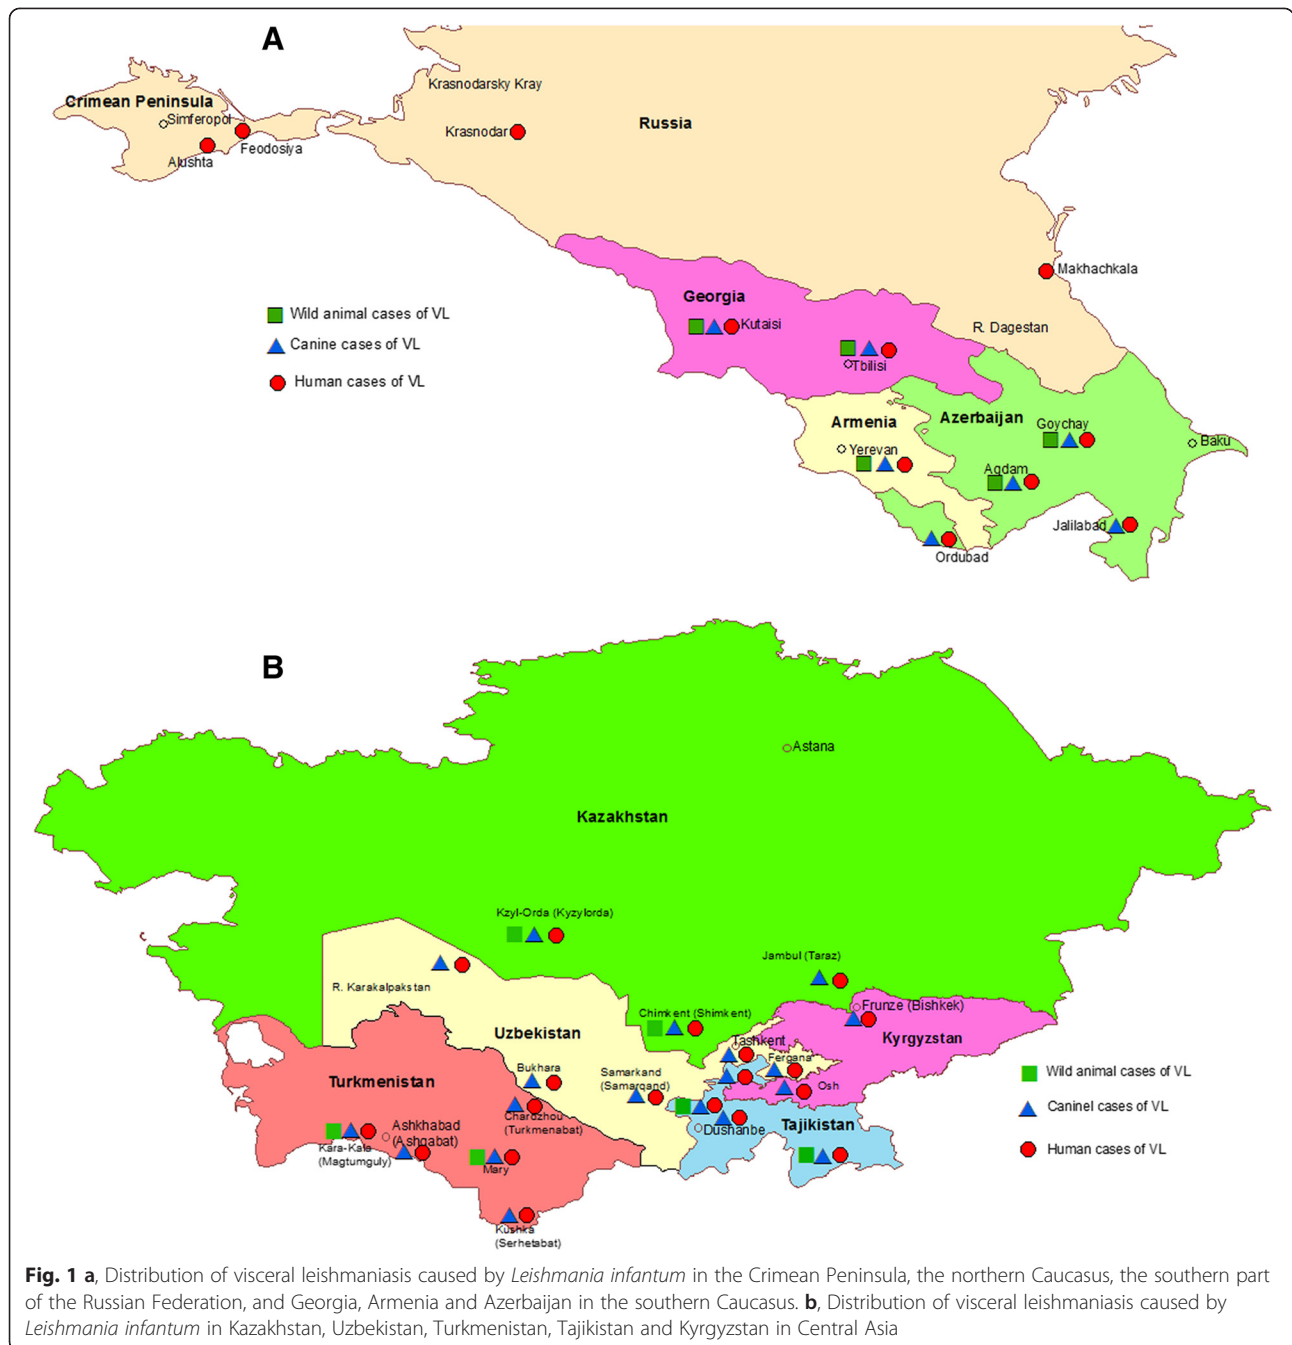 A
Krasnodarsky Kray
Crimean Peninsula
Simferopol
Russia
Krasnodar
Feodosiya
Alushta
Makhachkala
Georgia
Wild animal cases of VL
Kutaisi
R. Dagestan
Canine cases of VL
Tbilisi
Human cases of VL
Armenia
Azerbaijan
Goychay
Baku
Yerevan
Agdam
Jalilabad
Ordubad
B
Astana
Kazakhstan
Kzyl-Orda (Kyzylorda)
Jambul (Taraz)
R. Karakalpakstan
Frunze (Bishkek)
Chimkent (Shimkent)
Uzbekistan
Tashkent
Kyrgyzstan
Fergana
Bukhara
Samarkand
(Samarqand)
Turkmenistan
Osh
Wild animal cases of VL
Caninel cases of VL
Human cases of VL
Chardzhou
(Turkmenabat)
Ashkhabad
(Ashgabat)
Dushanbe
Tajikistan
Kara-Kala
(Magtumguly)
Mary
Kushka
(Serhetabat)
Fig. 1 a, Distribution of visceral leishmaniasis caused by Leishmania infantum in the Crimean Peninsula, the northern Caucasus, the southern part
of the Russian Federation, and Georgia, Armenia and Azerbaijan in the southern Caucasus. b, Distribution of visceral leishmaniasis caused by
Leishmania infantum in Kazakhstan, Uzbekistan, Turkmenistan, Tajikistan and Kyrgyzstan in Central Asia